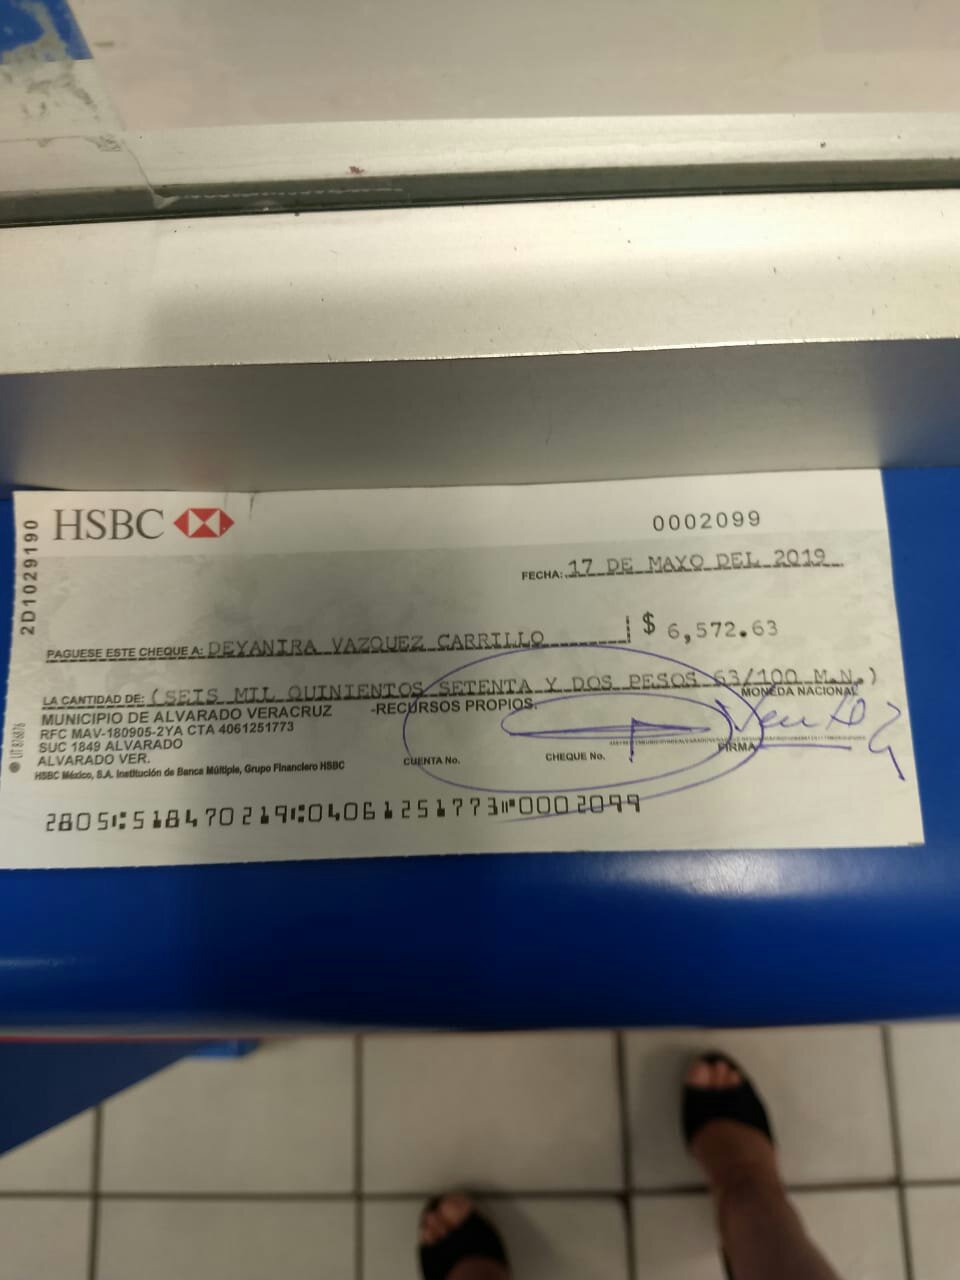 HSBC
0002099
2D1029190
FECHA: 17 DE MAYO DEL 2019
PAGUESE ESTE CHEQUE A: DEYANIRA VAZQUEZ CARRILLO $ 6,572.63
LA CANTIDAD DE: (SEIS MIL QUINIENTOS SETENTA Y DOS PESOS 63/100 M.N.)
MONEDA NACIONAL
MUNICIPIO DE ALVARADO VERACRUZ -RECURSOS PROPIOS.
RFC MAV-180905-2YA CTA 4061251773
SUC 1849 ALVARADO
ALVARADO VER.
CUENTA No. CHEQUE No. FIRMA
HSBC México, S.A. Institución de Banca Múltiple, Grupo Financiero HSBC
2805 518470219 04061251773 0002099